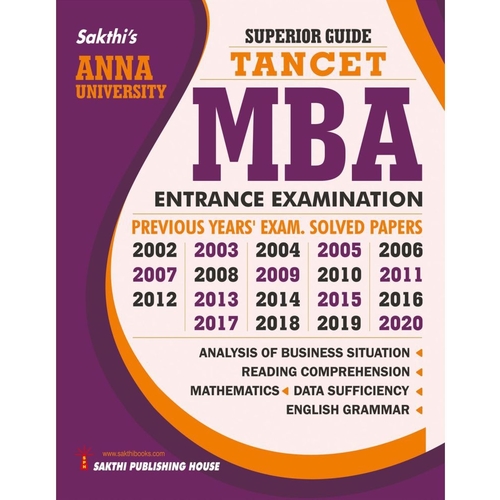 Sakthi's
ANNA
UNIVERSITY
SUPERIOR GUIDE
TANCET
MBA
ENTRANCE EXAMINATION
PREVIOUS YEARS' EXAM. SOLVED PAPERS
2002 2003 2004 2005 2006
2007 2008 2009 2010 2011
2012 2013 2014 2015 2016
2017 2018 2019 2020
ANALYSIS OF BUSINESS SITUATION
READING COMPREHENSION
MATHEMATICS DATA SUFFICIENCY
ENGLISH GRAMMAR
www.sakthibooks.com
SAKTHI PUBLISHING HOUSE